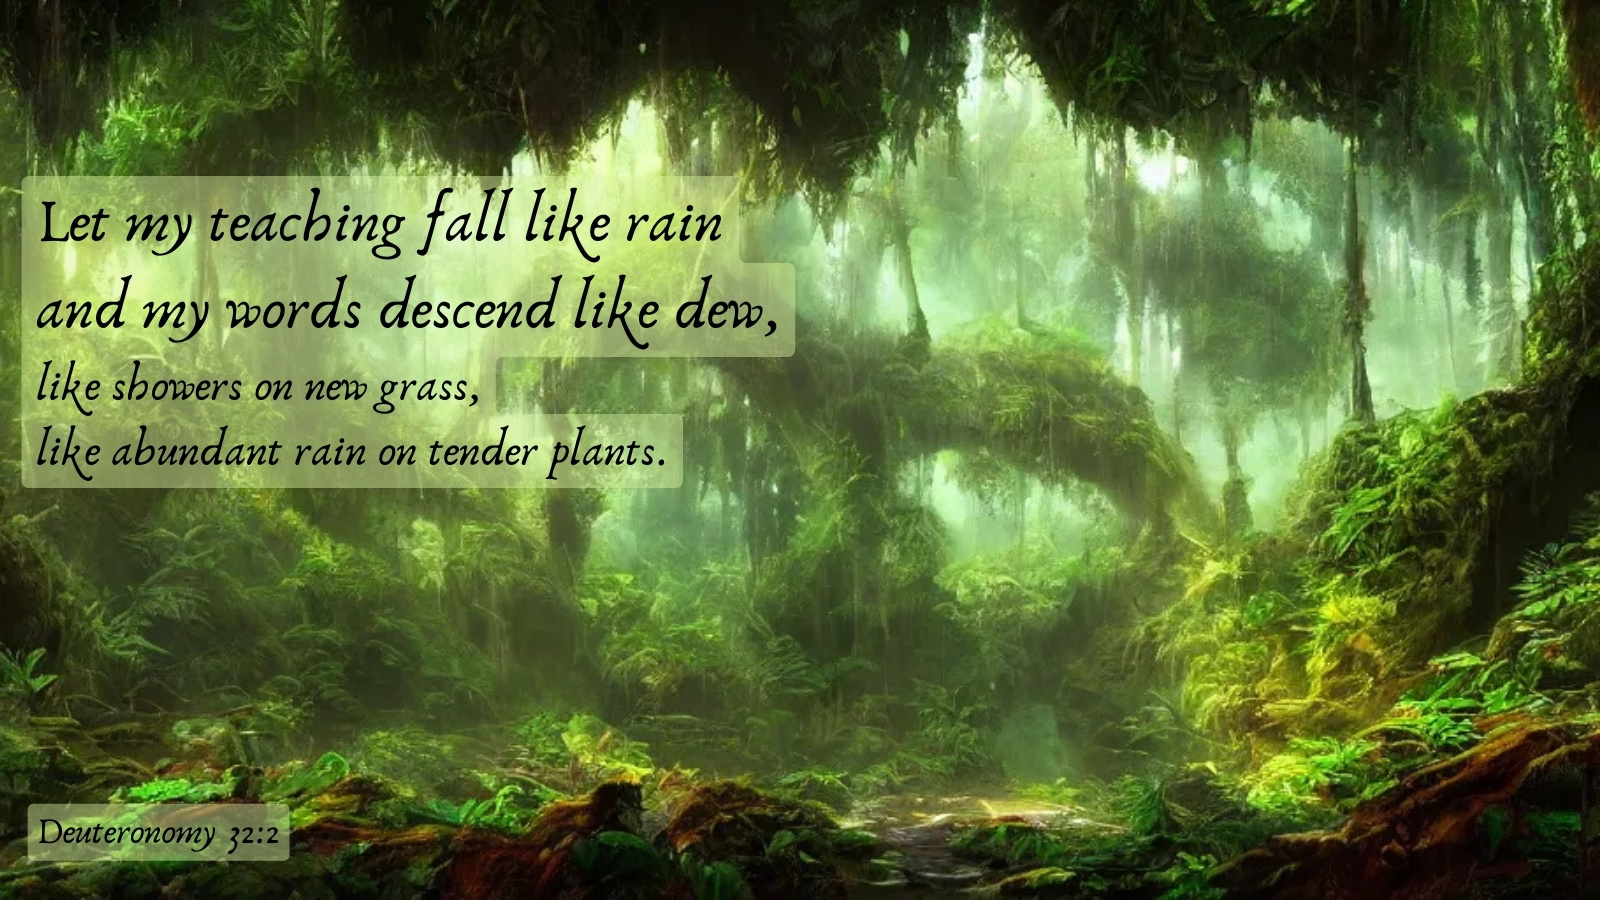 Let my teaching fall like rain
and my words descend like dew,
like showers on new grass,
like abundant rain on tender plants.
Deuteronomy 32:2